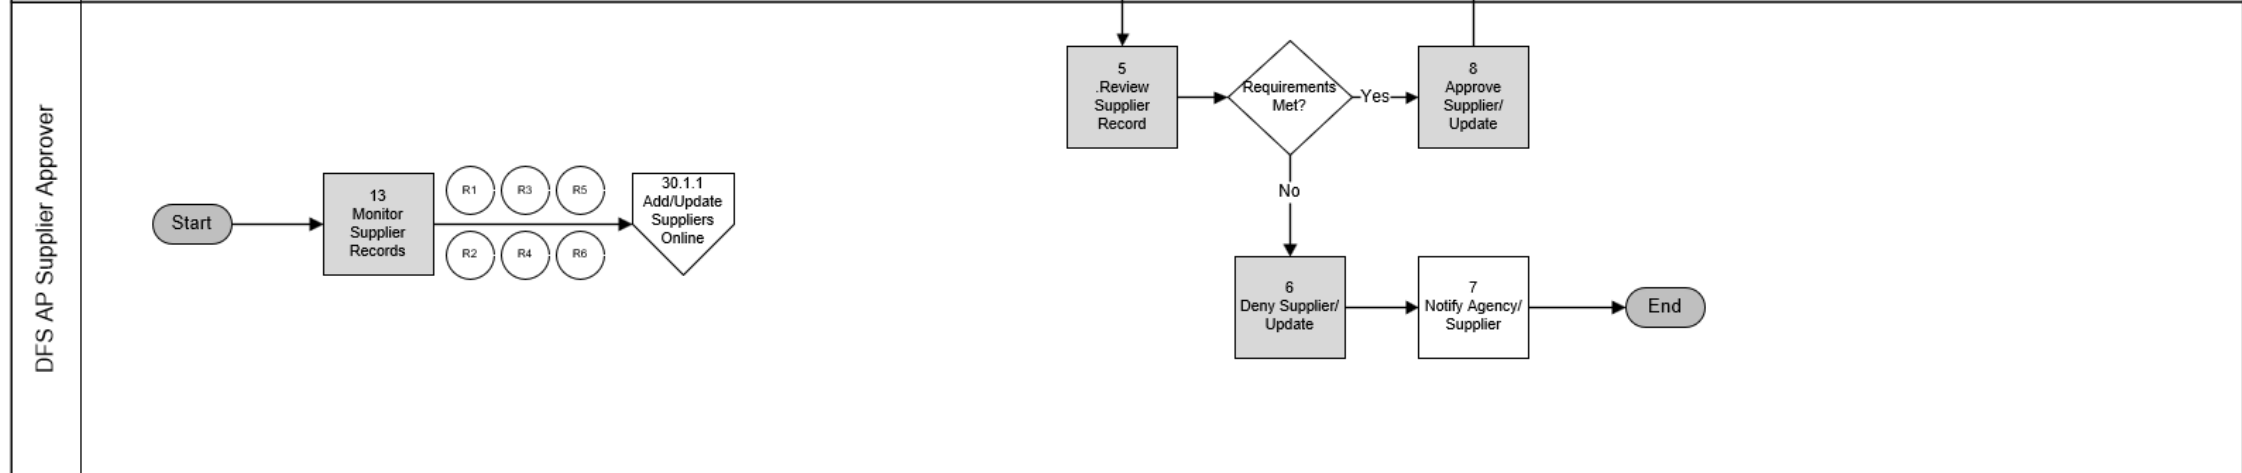 DFS AP Supplier Approver
Start
13
Monitor
Supplier
Records
R1
R3
R5
R2
R4
R6
30.1.1
Add/Update
Suppliers
Online
5
.Review
Supplier
Record
Requirements
Met?
Yes
8
Approve
Supplier/
Update
No
6
Deny Supplier/
Update
7
Notify Agency/
Supplier
End